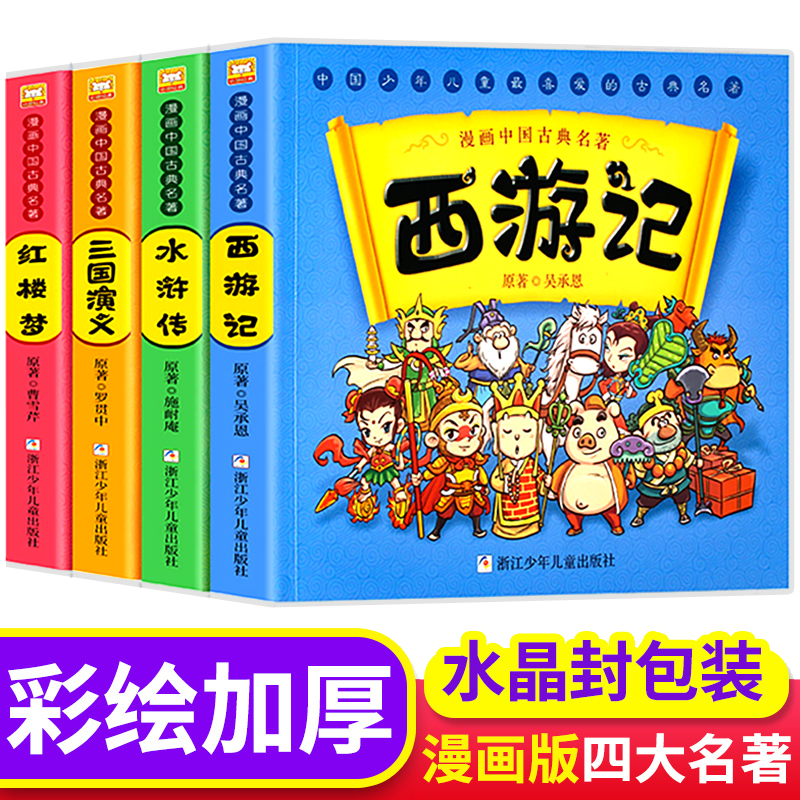 漫画中国古典名著
红楼梦
原著：曹雪芹
浙江少年儿童出版社
漫画中国古典名著
三国演义
原著：罗贯中
浙江少年儿童出版社
漫画中国古典名著
水浒传
原著：施耐庵
浙江少年儿童出版社
漫画中国古典名著
西游记
原著：吴承恩
浙江少年儿童出版社
中国少年儿童最喜爱的古典名著
漫画中国古典名著
西游记
原著：吴承恩
浙江少年儿童出版社
彩绘加厚
水晶封包装
漫画版四大名著